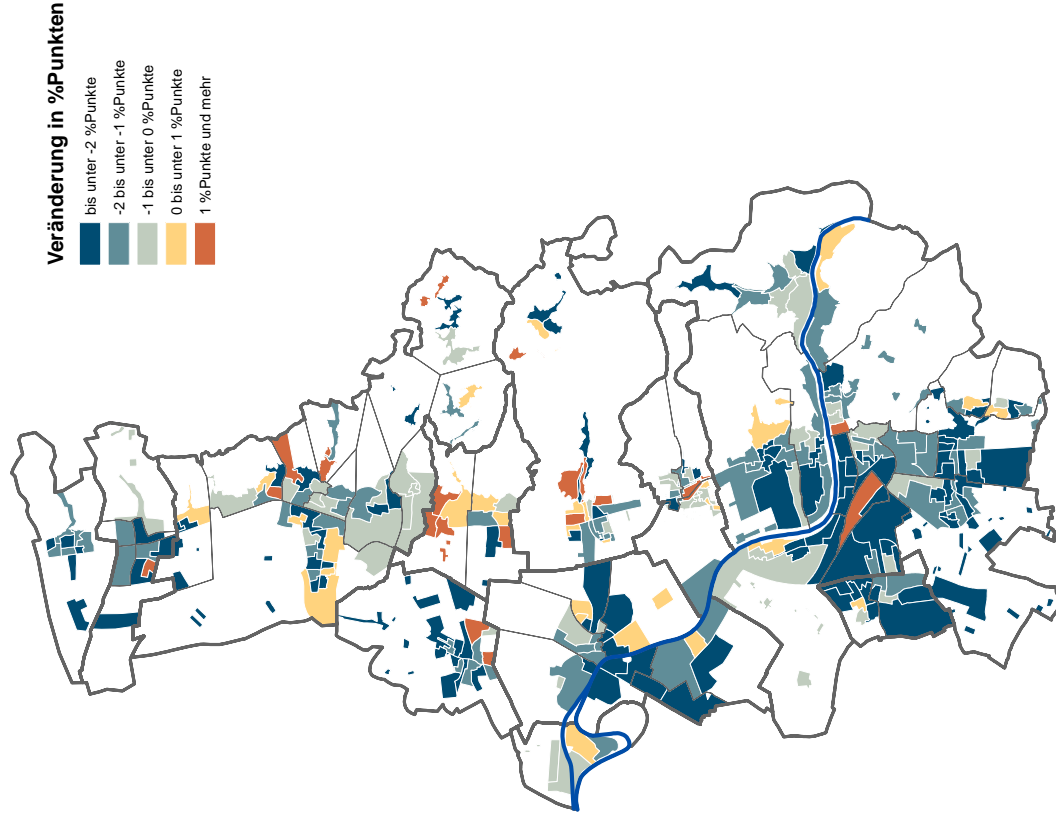 Veränderung in %Punkten
bis unter -2 %Punkte
-2 bis unter -1 %Punkte
-1 bis unter 0 %Punkte
0 bis unter 1 %Punkte
1 %Punkte und mehr